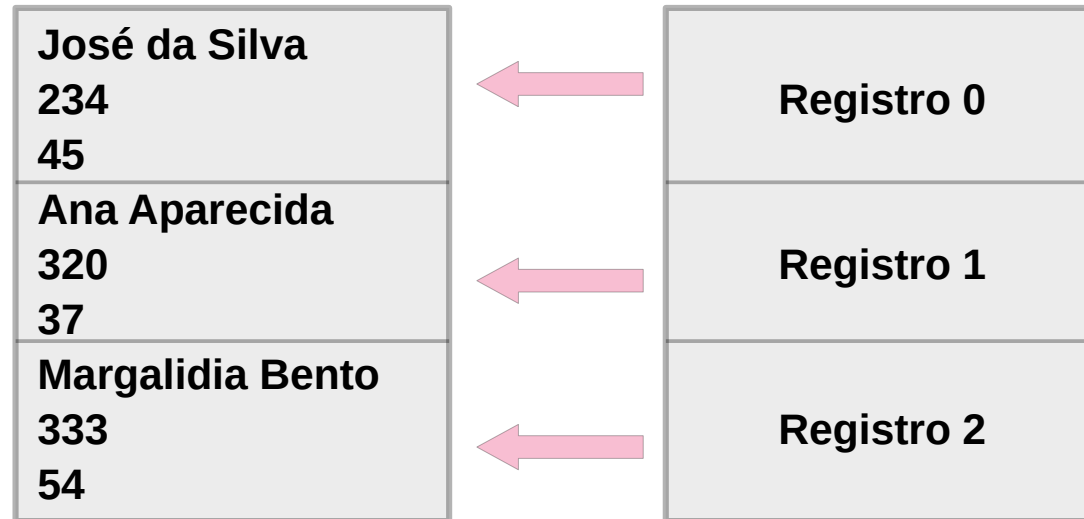 José da Silva
234
45
Registro 0
Ana Aparecida
320
37
Registro 1
Margalidia Bento
333
54
Registro 2